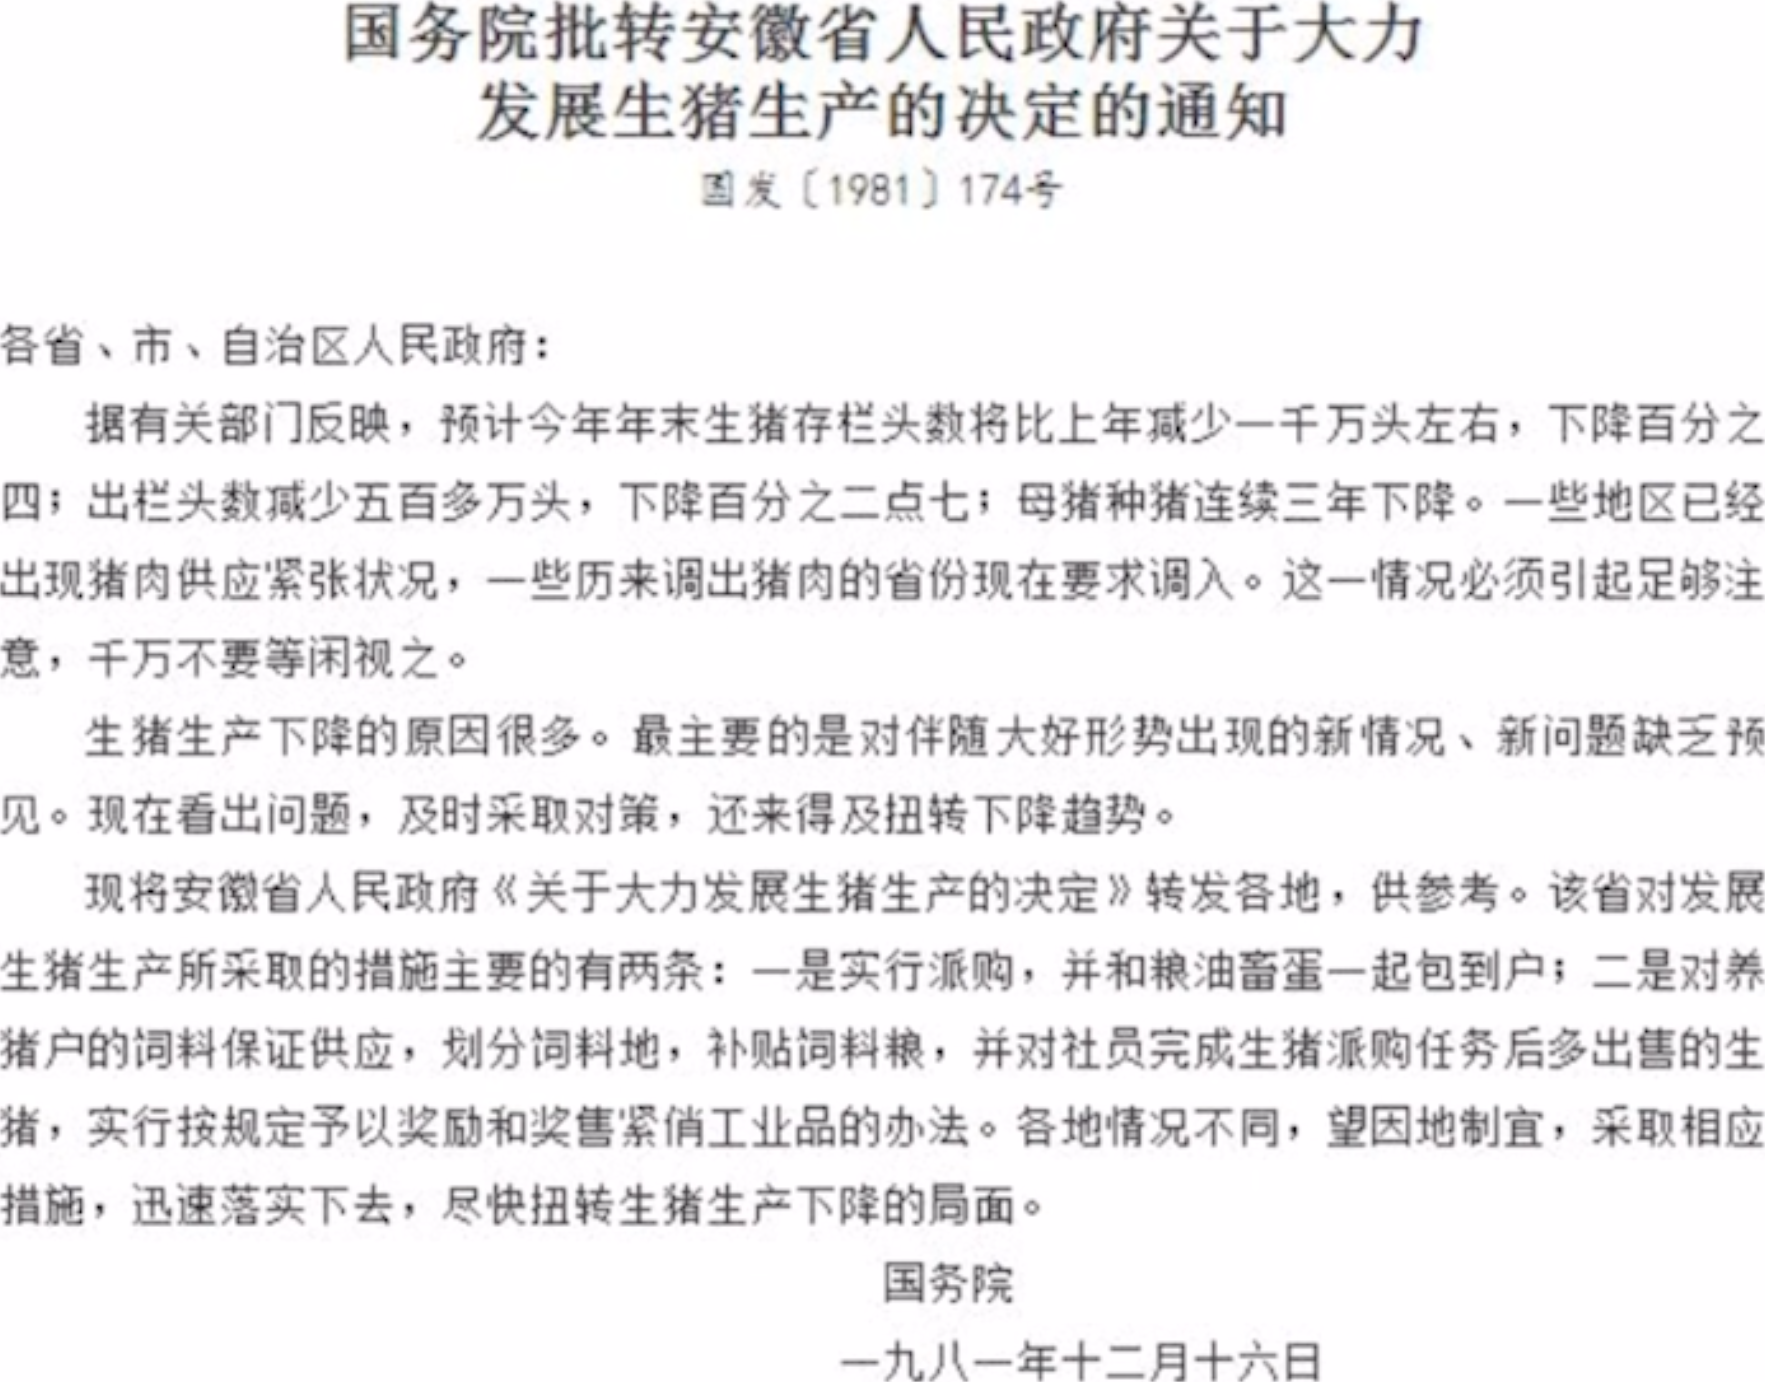 国务院批转安徽省人民政府关于大力
发展生猪生产的决定的通知
国发〔1981〕174号
各省、市、自治区人民政府：
据有关部门反映，预计今年年末生猪存栏头数将比上年减少一千万头左右，下降百分之
四；出栏头数减少五百多万头，下降百分之二点七；母猪种猪连续三年下降。一些地区已经
出现猪肉供应紧张状况，一些历来调出猪肉的省份现在要求调入。这一情况必须引起足够注
意，千万不要等闲视之。
生猪生产下降的原因很多。最主要的是对伴随大好形势出现的新情况、新问题缺乏预
见。现在看出问题，及时采取对策，还来得及扭转下降趋势。
现将安徽省人民政府《关于大力发展生猪生产的决定》转发各地，供参考。该省对发展
生猪生产所采取的措施主要的有两条：一是实行派购，并和粮油畜蛋一起包到户；二是对养
猪户的饲料保证供应，划分饲料地，补贴饲料粮，并对社员完成生猪派购任务后多出售的生
猪，实行按规定予以奖励和奖售紧俏工业品的办法。各地情况不同，望因地制宜，采取相应
措施，迅速落实下去，尽快扭转生猪生产下降的局面。
国务院
一九八一年十二月十六日